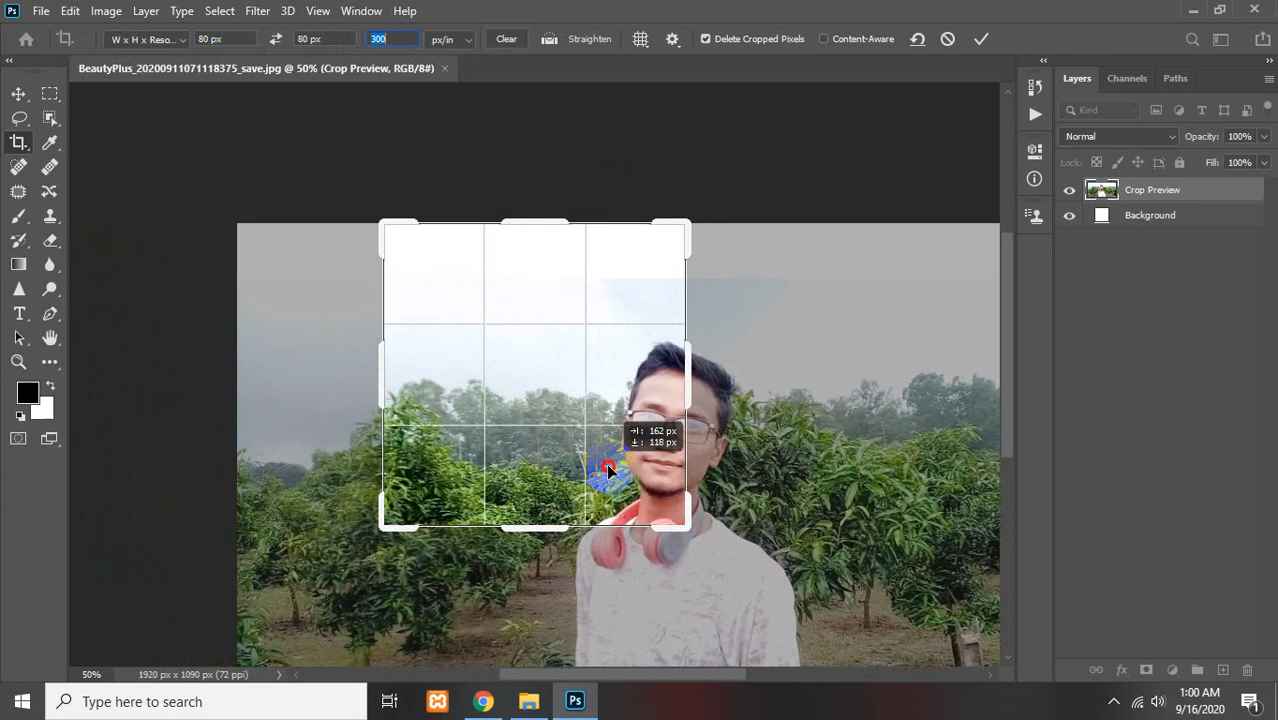 Ps File Edit Image Layer Type Select Filter 3D View Window Help
W x H x Reso... 80 px 80 px 300 px/in Clear Straighten Delete Cropped Pixels Content-Aware
BeautyPlus_20200911071118375_save.jpg @ 50% (Crop Preview, RGB/8#) ×
Layers Channels Paths
Kind
Normal Opacity: 100%
Lock: Fill: 100%
Crop Preview
Background
162 px
118 px
50% 1920 px x 1090 px (72 ppi)
Type here to search
Ps
1:00 AM
9/16/2020
1